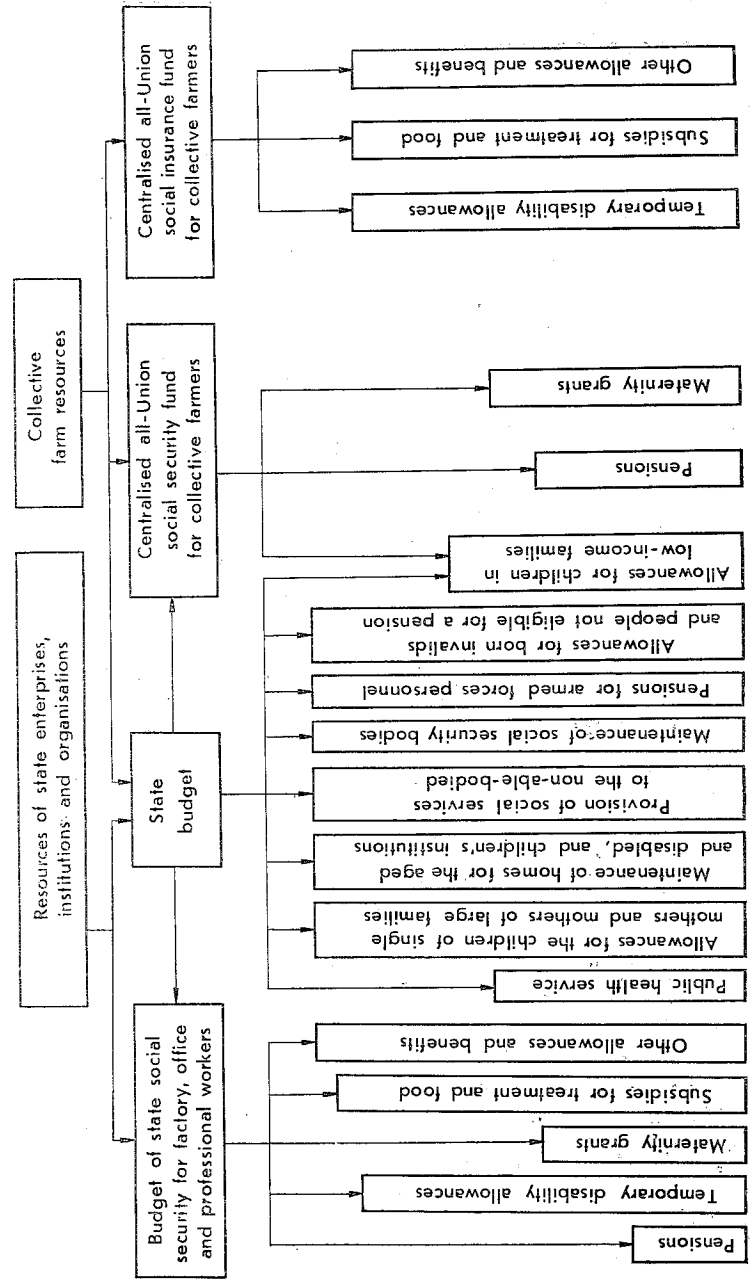 Resources of state enterprises,
institutions and organisations
Collective
farm resources
Budget of state social
security for factory, office
and professional workers
State
budget
Centralised all-Union
social security fund
for collective farmers
Centralised all-Union
social insurance fund
for collective farmers
Pensions
Temporary disability allowances
Maternity grants
Subsidies for treatment and food
Other allowances and benefits
Public health service
Allowances for the children of single
mothers and mothers of large families
Maintenance of homes for the aged
and disabled, and children's institutions
Provision of social services
to the non-able-bodied
Maintenance of social security bodies
Pensions for armed forces personnel
Allowances for born invalids
and people not eligible for a pension
Allowances for children in
low-income families
Pensions
Maternity grants
Temporary disability allowances
Subsidies for treatment and food
Other allowances and benefits